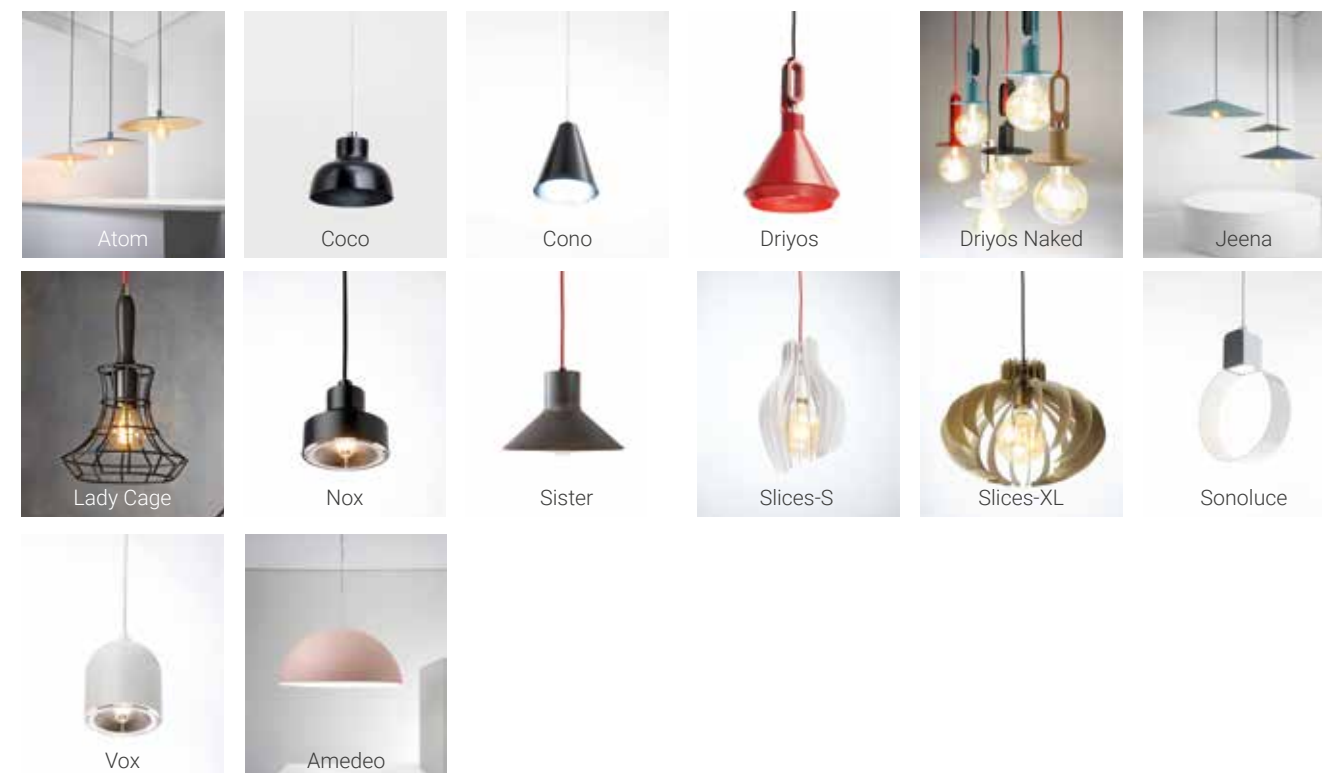 Atom
Coco
Cono
Driyos
Driyos Naked
Jeena
Lady Cage
Nox
Sister
Slices-S
Slices-XL
Sonoluce
Vox
Amedeo